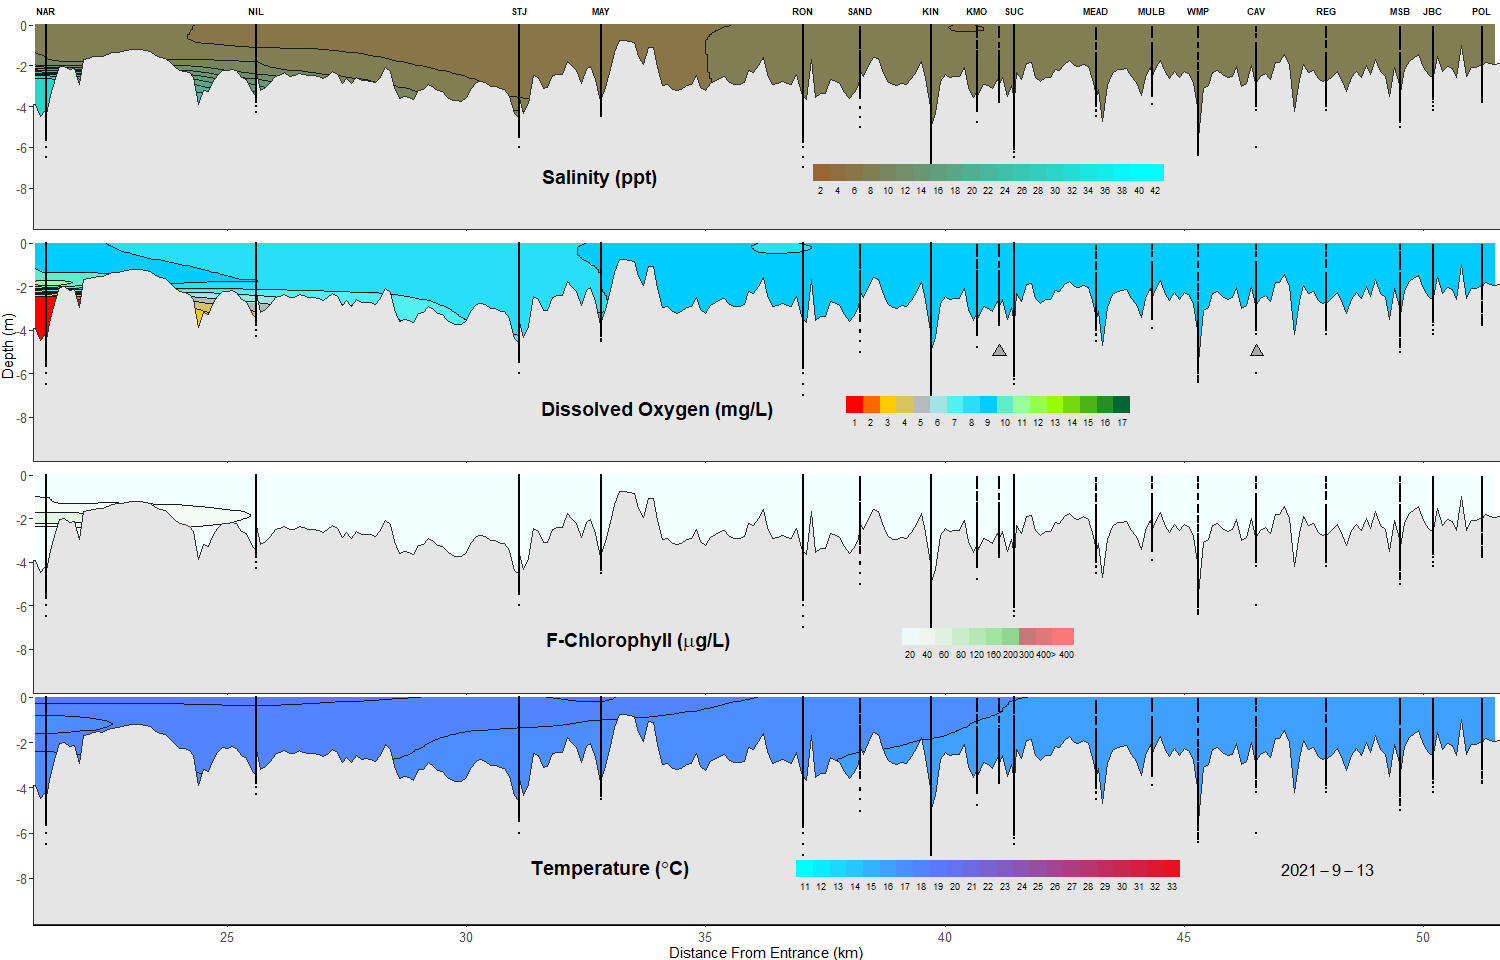 NAR NIL STJ MAY RON SAND KIN KMO SUC MEAD MULB WMP CAV REG MSB JBC POL
0
-2
-4
-6
-8
Salinity (ppt)
2 4 6 8 10 12 14 16 18 20 22 24 26 28 30 32 34 36 38 40 42
0
-2
-4
-6
-8
Dissolved Oxygen (mg/L)
1 2 3 4 5 6 7 8 9 10 11 12 13 14 15 16 17
Depth (m)
0
-2
-4
-6
-8
F-Chlorophyll (μg/L)
20 40 60 80 120 160 200 300 400 > 400
0
-2
-4
-6
-8
Temperature (°C)
11 12 13 14 15 16 17 18 19 20 21 22 23 24 25 26 27 28 29 30 31 32 33
2021 – 9 – 13
25 30 35 40 45 50
Distance From Entrance (km)